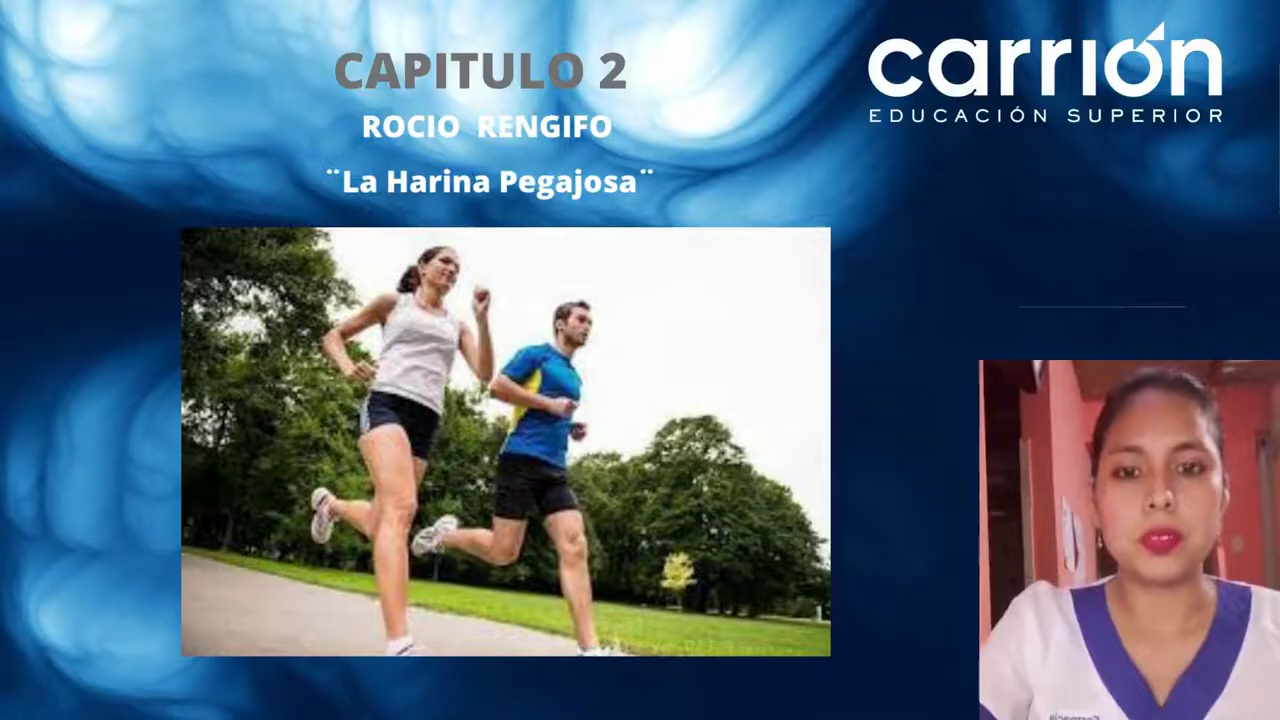 CAPITULO 2
ROCIO RENGIFO
¨La Harina Pegajosa¨
carrión
EDUCACIÓN SUPERIOR